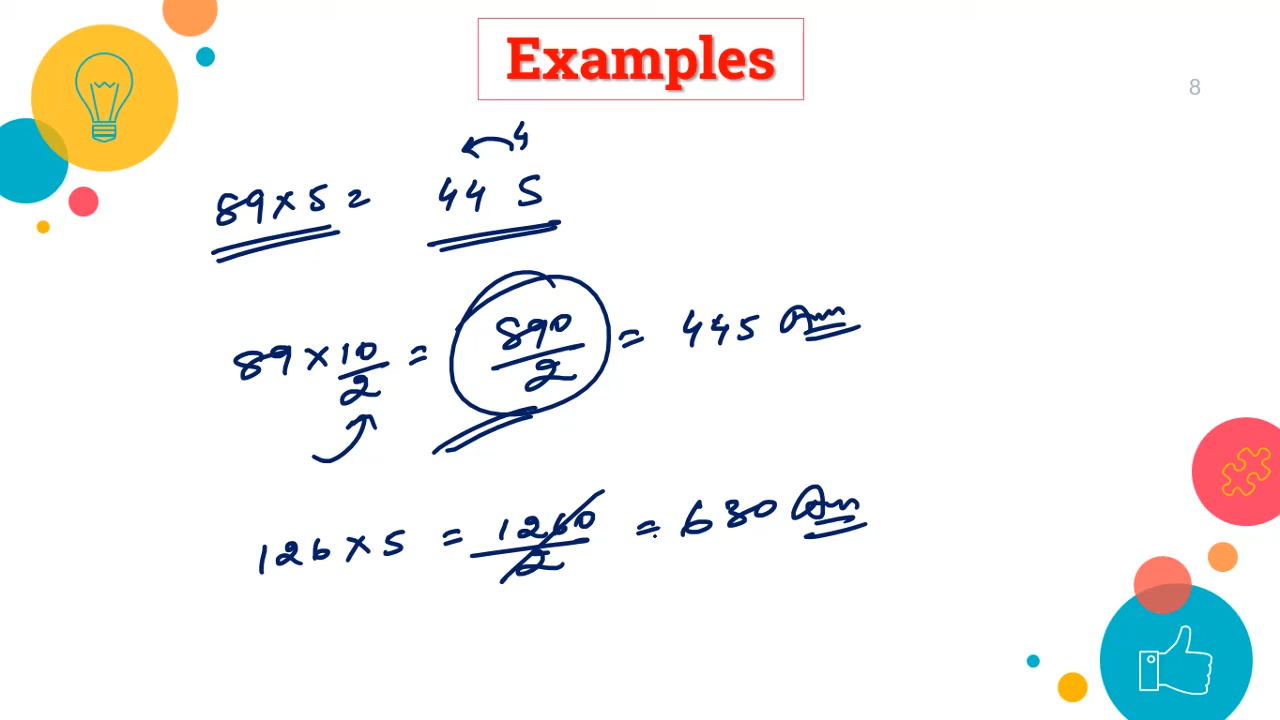 Examples
8
4
89 × 5 = 44 5
89 × 10/2 = 890/2 = 445 Ans
126 × 5 = 1260/2 = 630 Ans